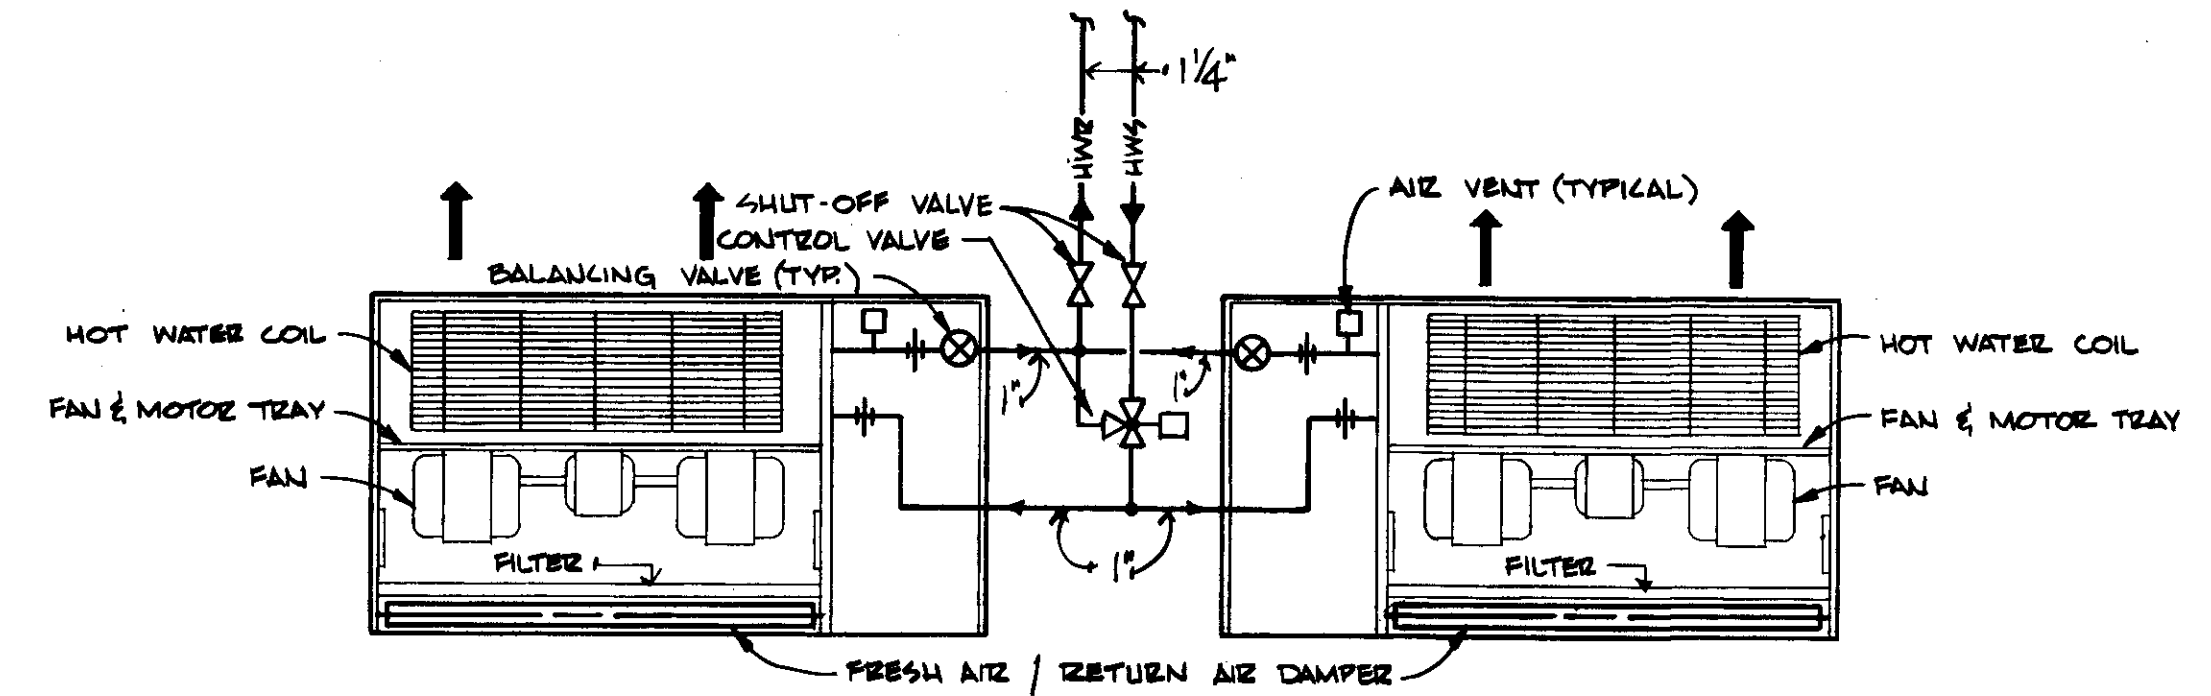 1 1/4"
HWR
HWS
AIR VENT (TYPICAL)
SHUT-OFF VALVE
CONTROL VALVE
BALANCING VALVE (TYP.)
HOT WATER COIL
HOT WATER COIL
1"
1"
FAN & MOTOR TRAY
FAN & MOTOR TRAY
FAN
FAN
FILTER
1"
FILTER
FRESH AIR / RETURN AIR DAMPER